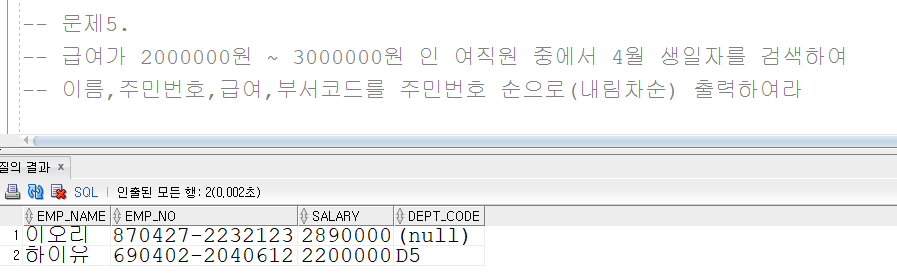 -- 문제5.
-- 급여가 2000000원 ~ 3000000원 인 여직원 중에서 4월 생일자를 검색하여
-- 이름,주민번호,급여,부서코드를 주민번호 순으로(내림차순) 출력하여라
질의 결과 x
SQL | 인출된 모든 행: 2(0,002초)
EMP_NAME EMP_NO SALARY DEPT_CODE
1 이오리 870427-2232123 2890000 (null)
2 하이유 690402-2040612 2200000 D5